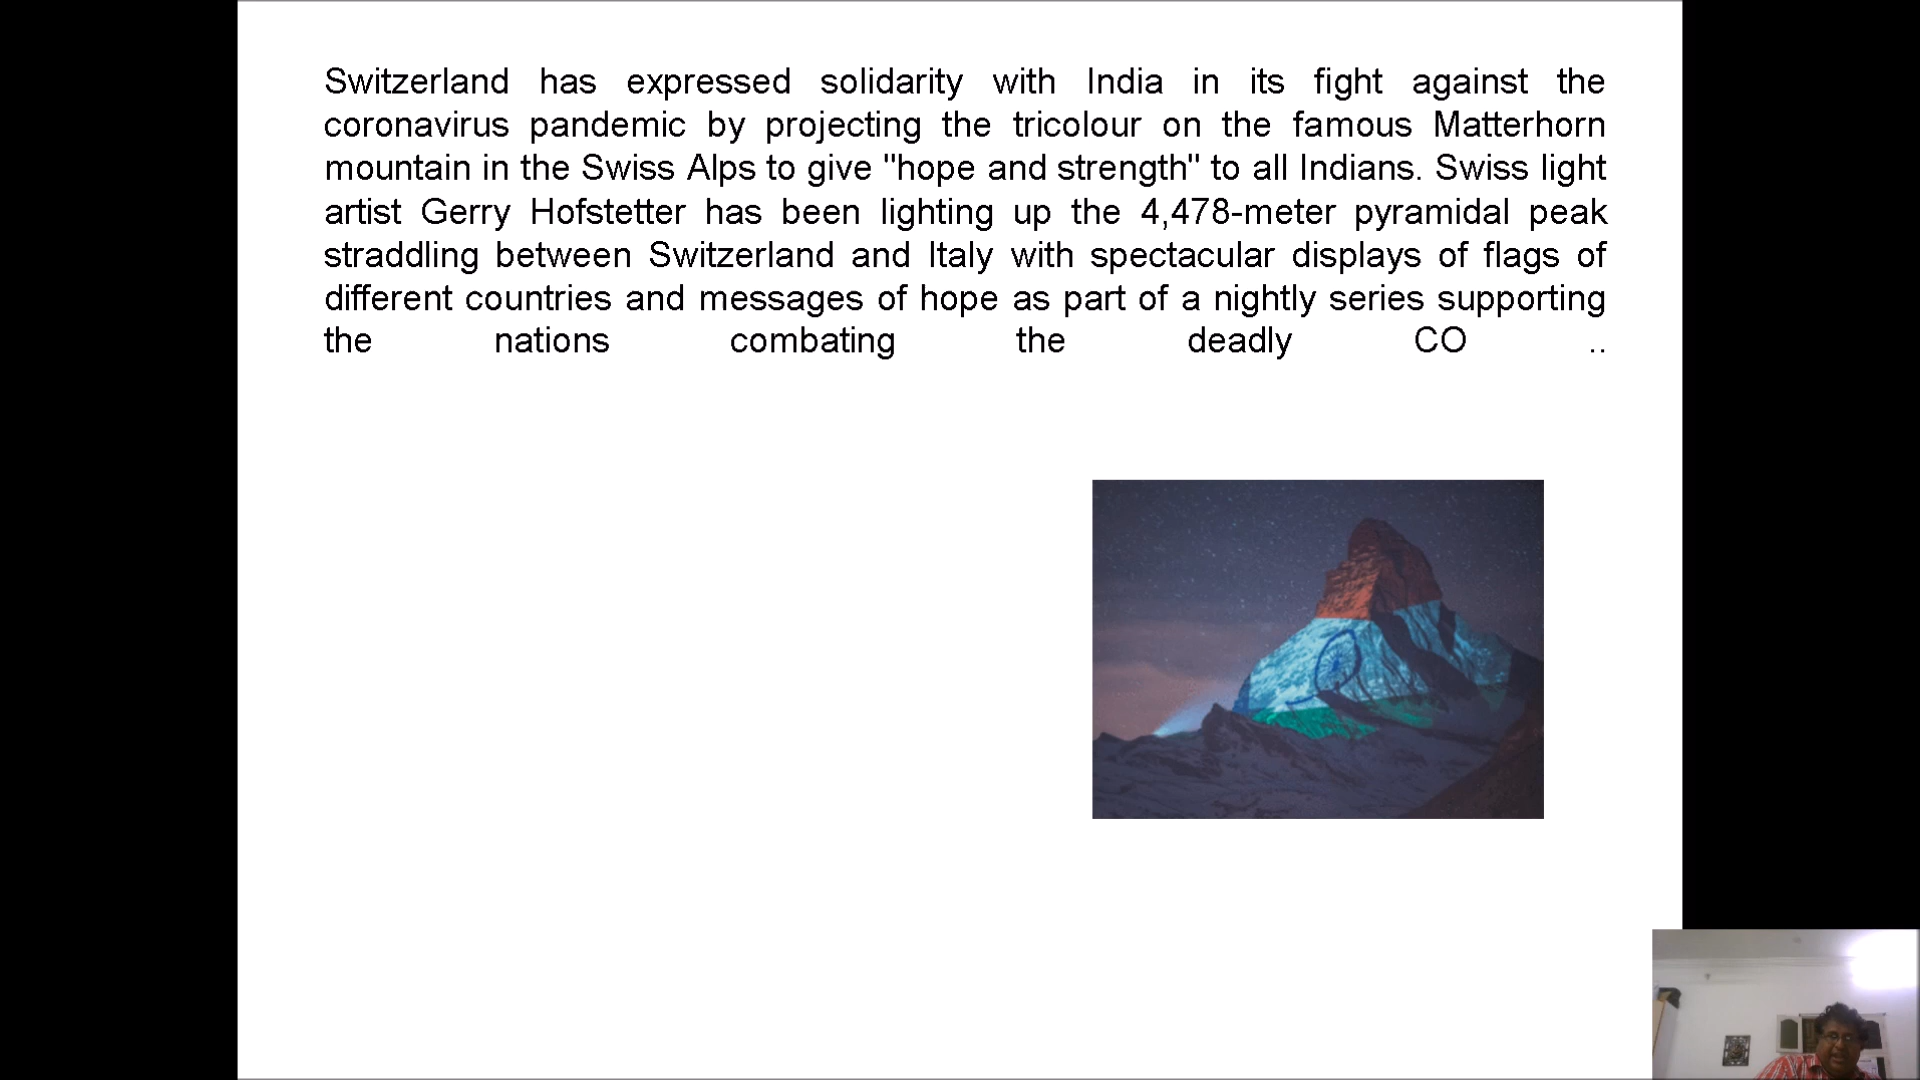 Switzerland has expressed solidarity with India in its fight against the
coronavirus pandemic by projecting the tricolour on the famous Matterhorn
mountain in the Swiss Alps to give "hope and strength" to all Indians. Swiss light
artist Gerry Hofstetter has been lighting up the 4,478-meter pyramidal peak
straddling between Switzerland and Italy with spectacular displays of flags of
different countries and messages of hope as part of a nightly series supporting
the nations combating the deadly CO ..